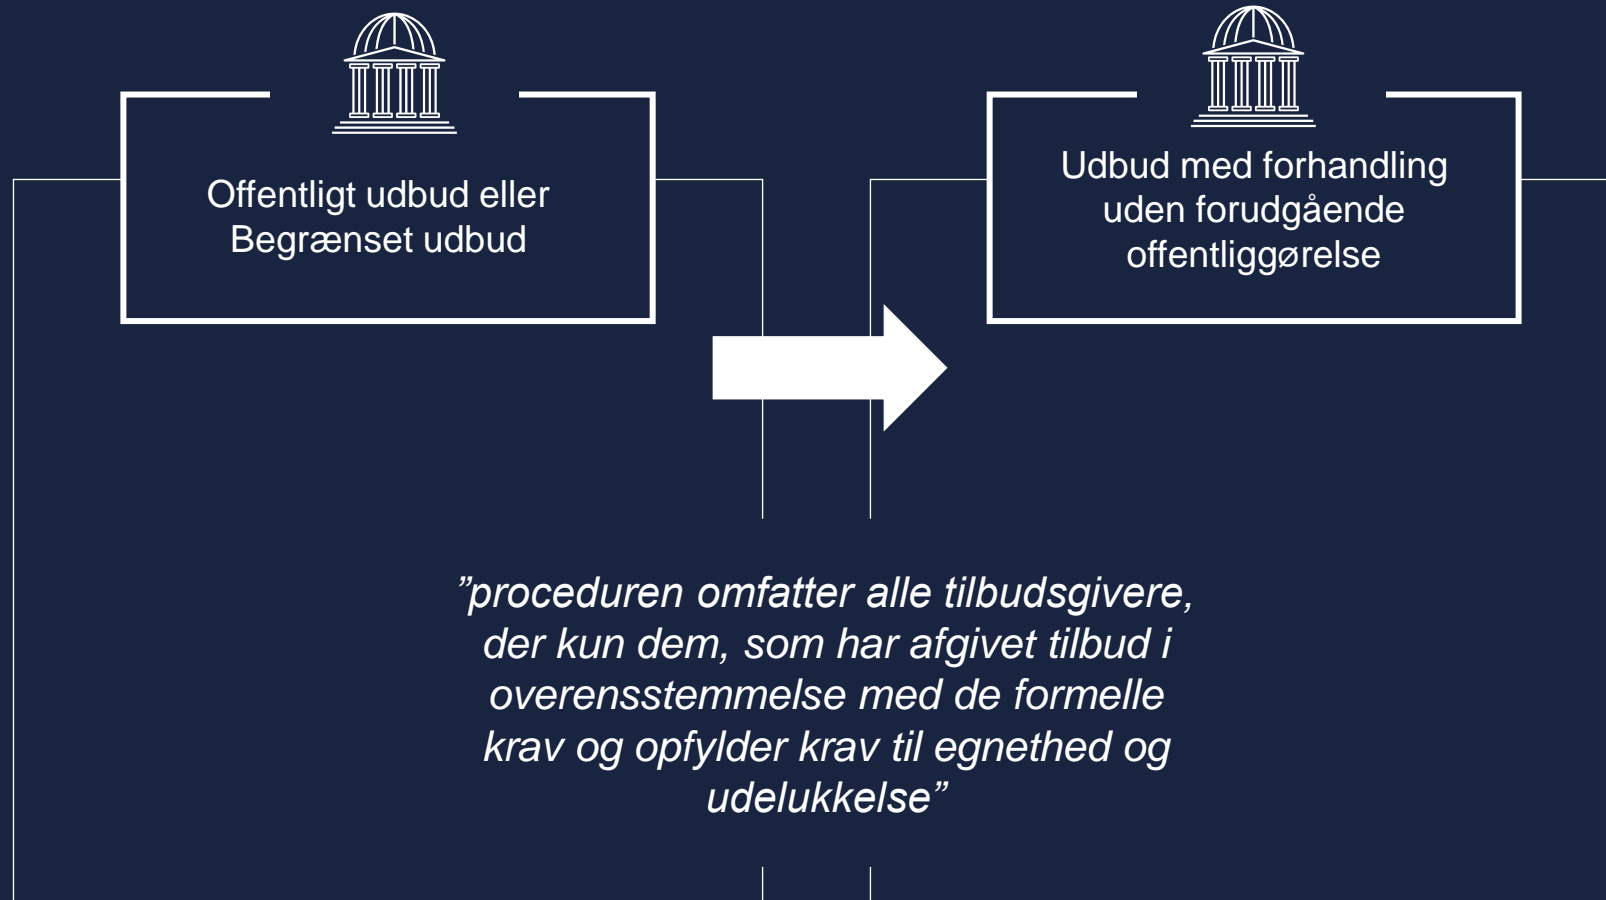 Offentligt udbud eller
Begrænset udbud
Udbud med forhandling
uden forudgående
offentliggørelse
”proceduren omfatter alle tilbudsgivere,
der kun dem, som har afgivet tilbud i
overensstemmelse med de formelle
krav og opfylder krav til egnethed og
udelukkelse”